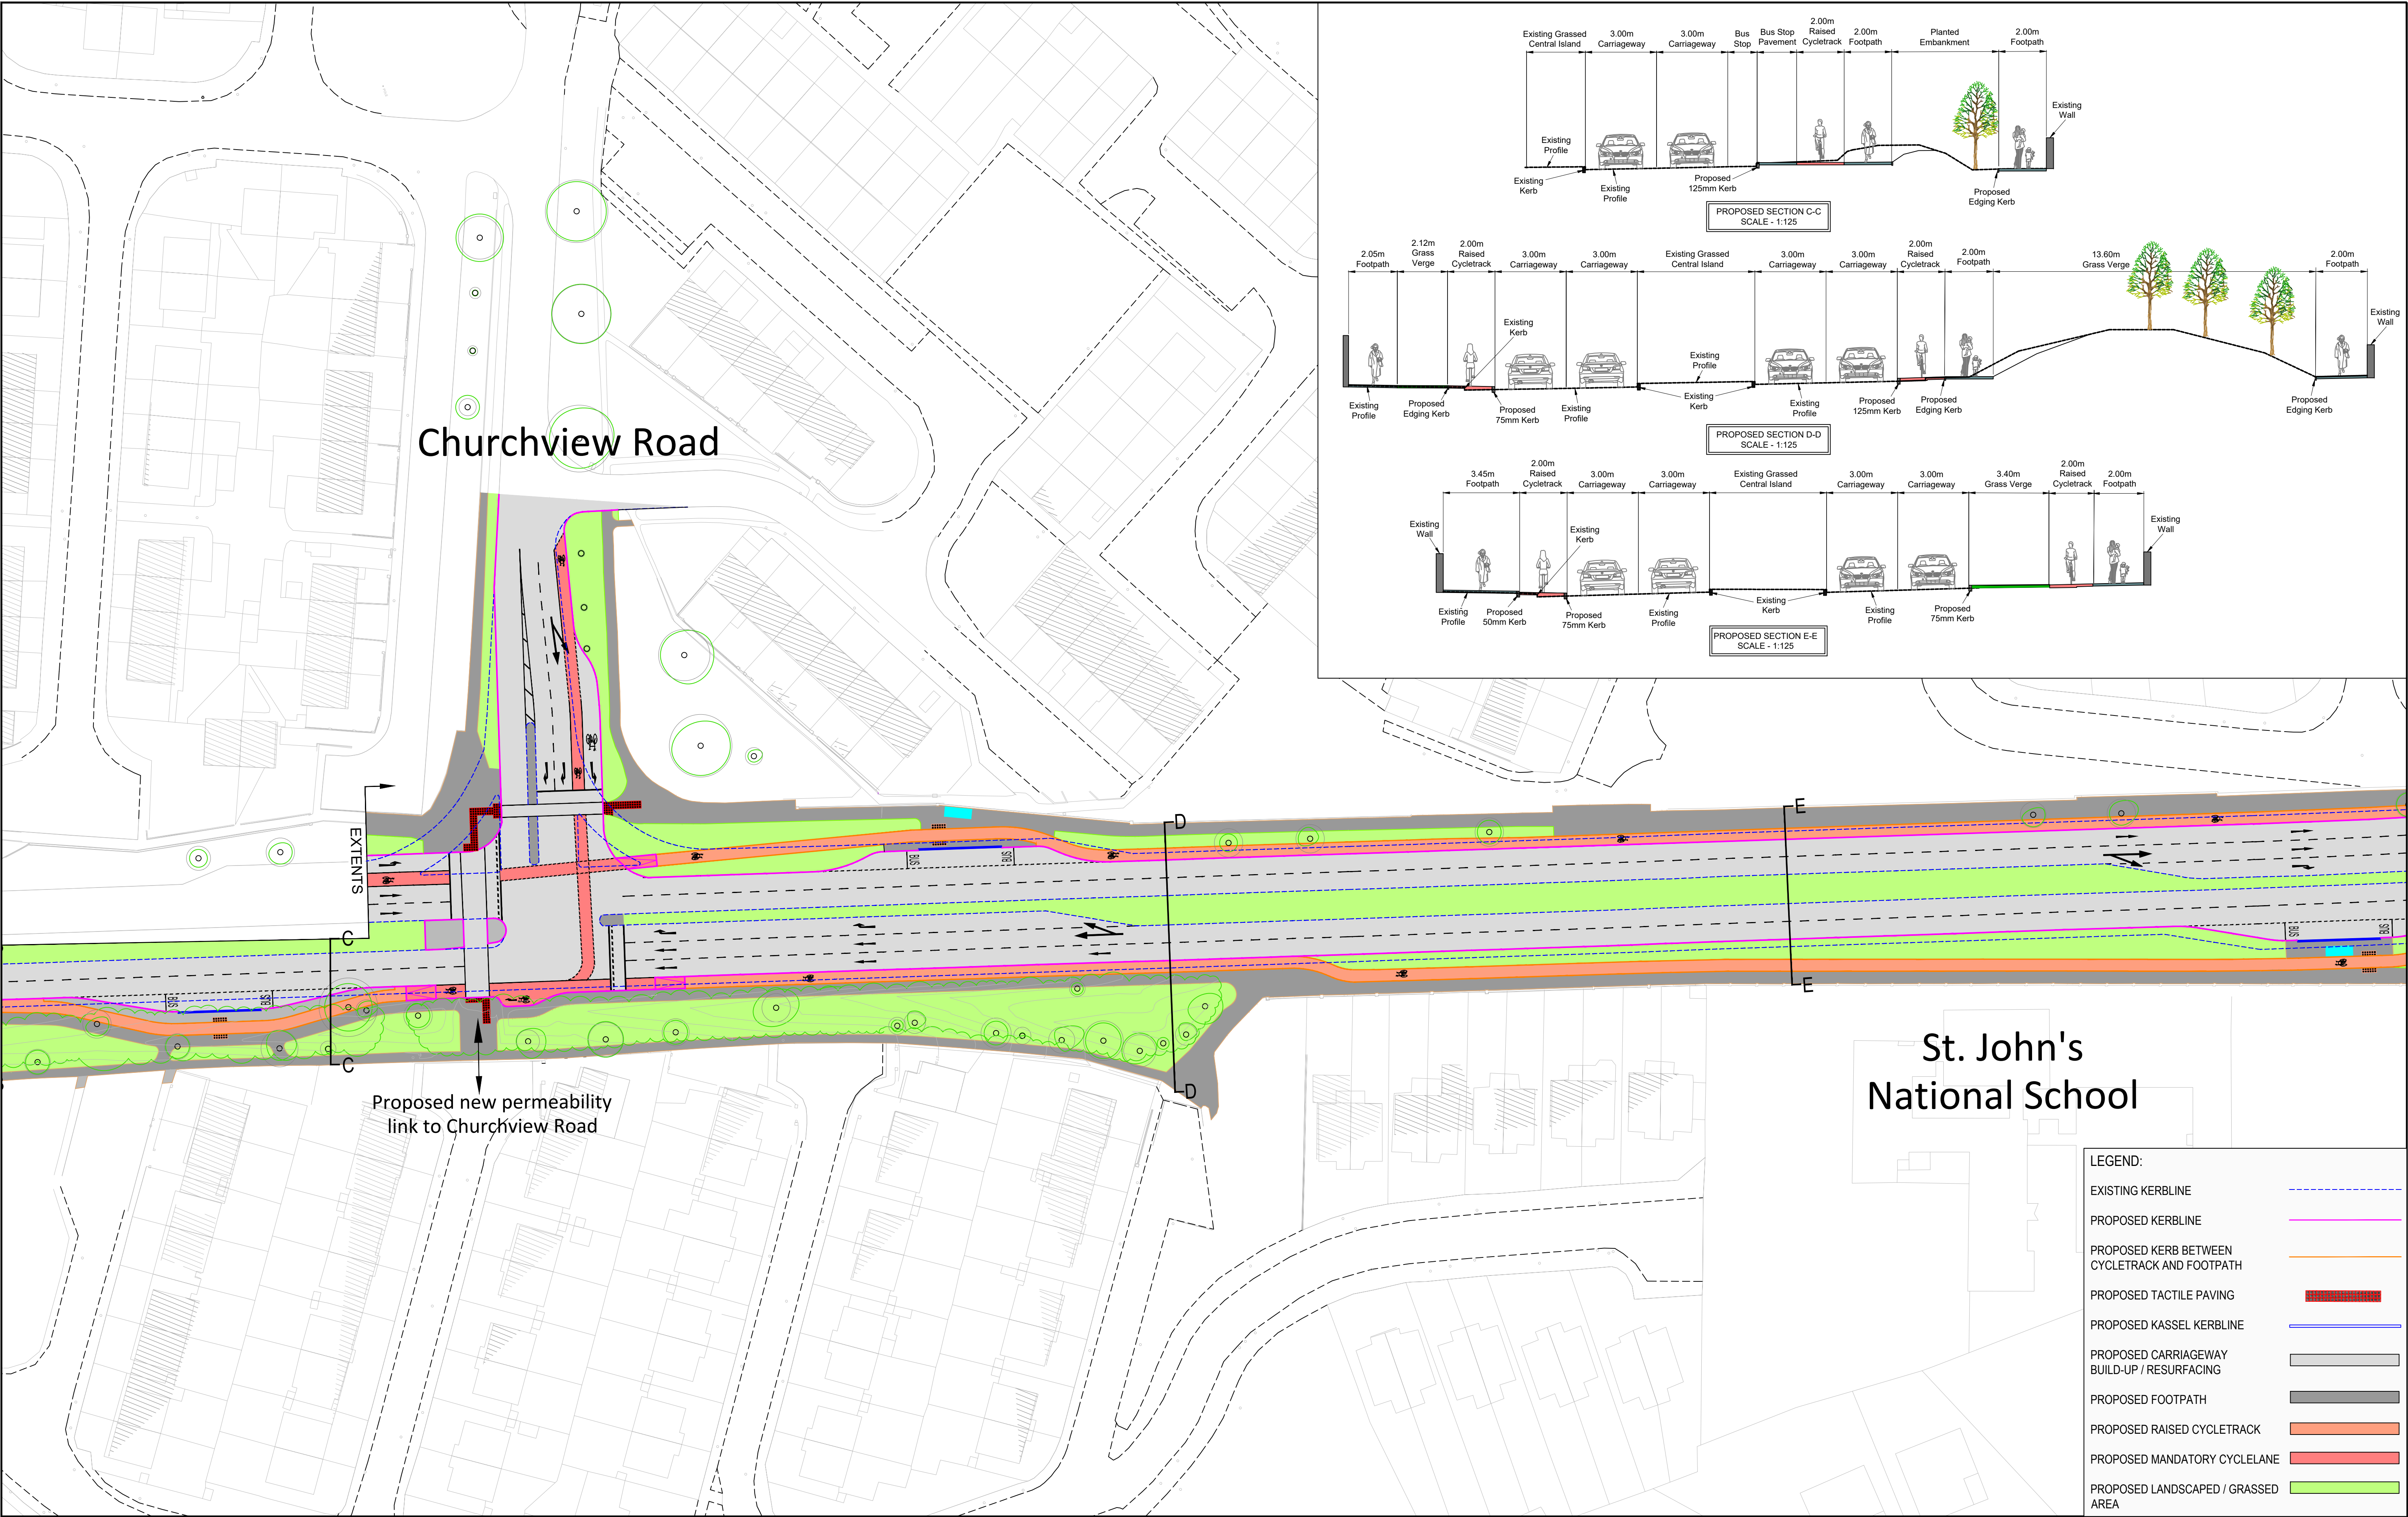 2.00m
Existing Grassed
Central Island
3.00m
Carriageway
3.00m
Carriageway
Bus
Stop
Bus Stop
Pavement
Raised
Cycletrack
2.00m
Footpath
Planted
Embankment
2.00m
Footpath
Existing
Wall
Existing
Profile
Existing
Kerb
Existing
Profile
Proposed
125mm Kerb
Proposed
Edging Kerb
PROPOSED SECTION C-C
SCALE - 1:125
2.05m
Footpath
2.12m
Grass
Verge
2.00m
Raised
Cycletrack
3.00m
Carriageway
3.00m
Carriageway
Existing Grassed
Central Island
3.00m
Carriageway
3.00m
Carriageway
2.00m
Raised
Cycletrack
2.00m
Footpath
13.60m
Grass Verge
2.00m
Footpath
Existing
Kerb
Existing
Profile
Existing
Wall
Existing
Profile
Proposed
Edging Kerb
Proposed
75mm Kerb
Existing
Profile
Existing
Kerb
Existing
Profile
Proposed
125mm Kerb
Proposed
Edging Kerb
Proposed
Edging Kerb
PROPOSED SECTION D-D
SCALE - 1:125
3.45m
Footpath
2.00m
Raised
Cycletrack
3.00m
Carriageway
3.00m
Carriageway
Existing Grassed
Central Island
3.00m
Carriageway
3.00m
Carriageway
3.40m
Grass Verge
2.00m
Raised
Cycletrack
2.00m
Footpath
Existing
Wall
Existing
Kerb
Existing
Wall
Existing
Profile
Proposed
50mm Kerb
Proposed
75mm Kerb
Existing
Profile
Existing
Kerb
Existing
Profile
Proposed
75mm Kerb
PROPOSED SECTION E-E
SCALE - 1:125
Churchview Road
EXTENTS
D
E
BUS
BUS
C
BUS
BUS
E
BUS
BUS
C
D
Proposed new permeability
link to Churchview Road
St. John's
National School
LEGEND:
EXISTING KERBLINE
PROPOSED KERBLINE
PROPOSED KERB BETWEEN
CYCLETRACK AND FOOTPATH
PROPOSED TACTILE PAVING
PROPOSED KASSEL KERBLINE
PROPOSED CARRIAGEWAY
BUILD-UP / RESURFACING
PROPOSED FOOTPATH
PROPOSED RAISED CYCLETRACK
PROPOSED MANDATORY CYCLELANE
PROPOSED LANDSCAPED / GRASSED
AREA